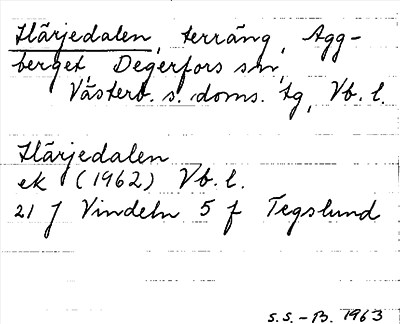 Härjedalen, terräng, Agg-
berget, Degerfors sn,
Västerb. s. doms. tg, Vb. l.
Härjedalen
ek (1962) Vb. l.
21 J Vindeln 5 f Tegslund
S.S.-B. 1963